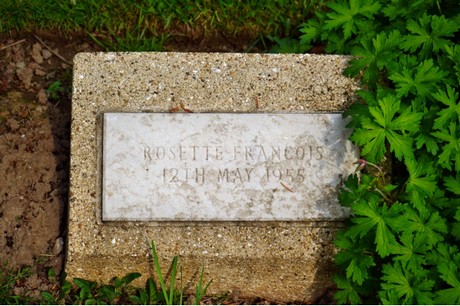 ROSETTE FRANCOIS
12TH MAY 1955